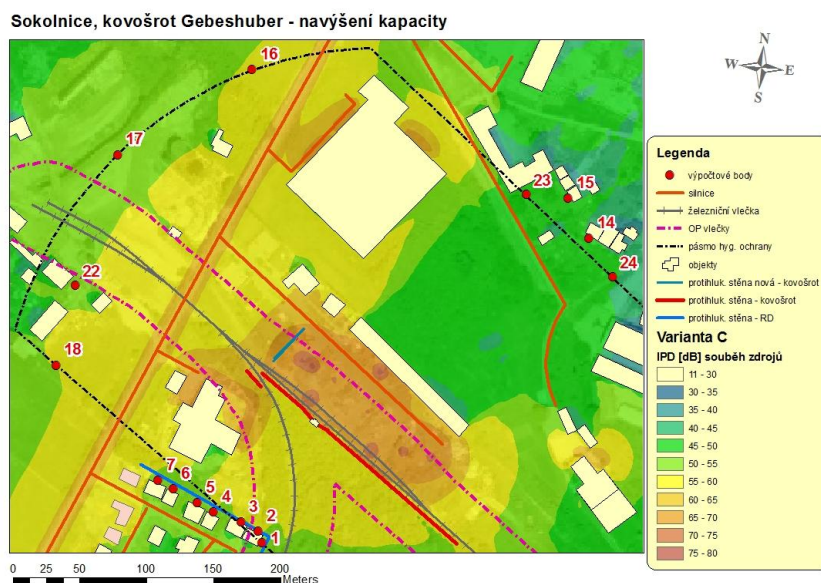 Sokolnice, kovošrot Gebeshuber - navýšení kapacity
N
W
E
S
16
17
23
15
14
24
22
18
7
6
5
4
3
2
1
Legenda
výpočtové body
silnice
železniční vlečka
OP vlečky
pásmo hyg. ochrany
objekty
protihluk. stěna nová - kovošrot
protihluk. stěna - kovošrot
protihluk. stěna - RD
Varianta C
IPD [dB] souběh zdrojů
11 - 30
30 - 35
35 - 40
40 - 45
45 - 50
50 - 55
55 - 60
60 - 65
65 - 70
70 - 75
75 - 80
0 25 50 100 150 200
Meters